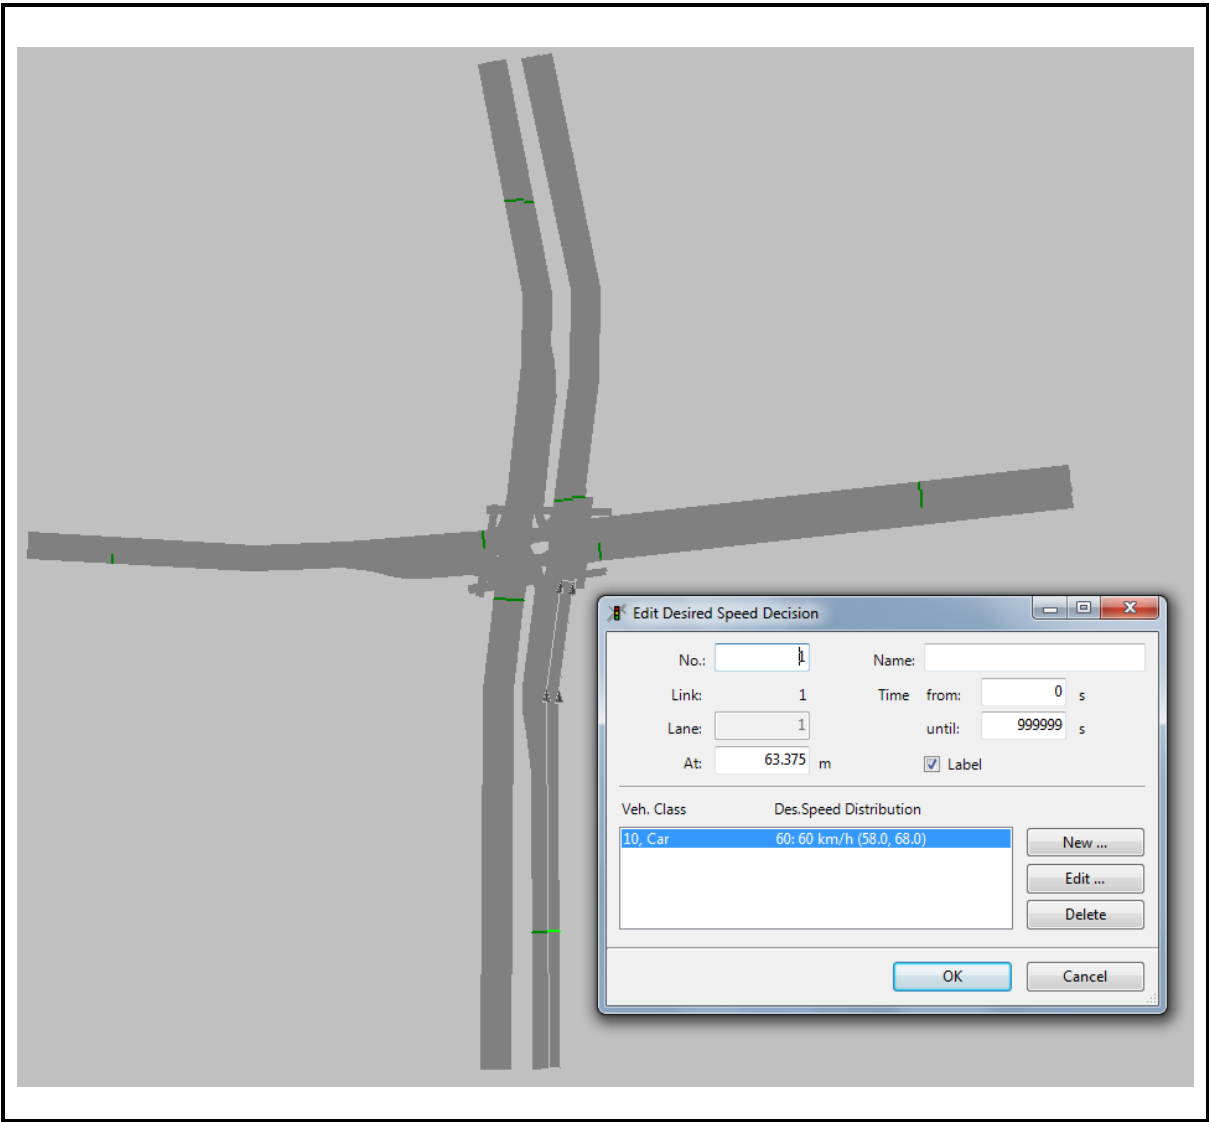 Edit Desired Speed Decision
No.: 1 Name:
Link: 1 Time from: 0 s
Lane: 1 until: 999999 s
At: 63.375 m Label
Veh. Class Des.Speed Distribution
10, Car 60: 60 km/h (58.0, 68.0)
New ...
Edit ...
Delete
OK Cancel